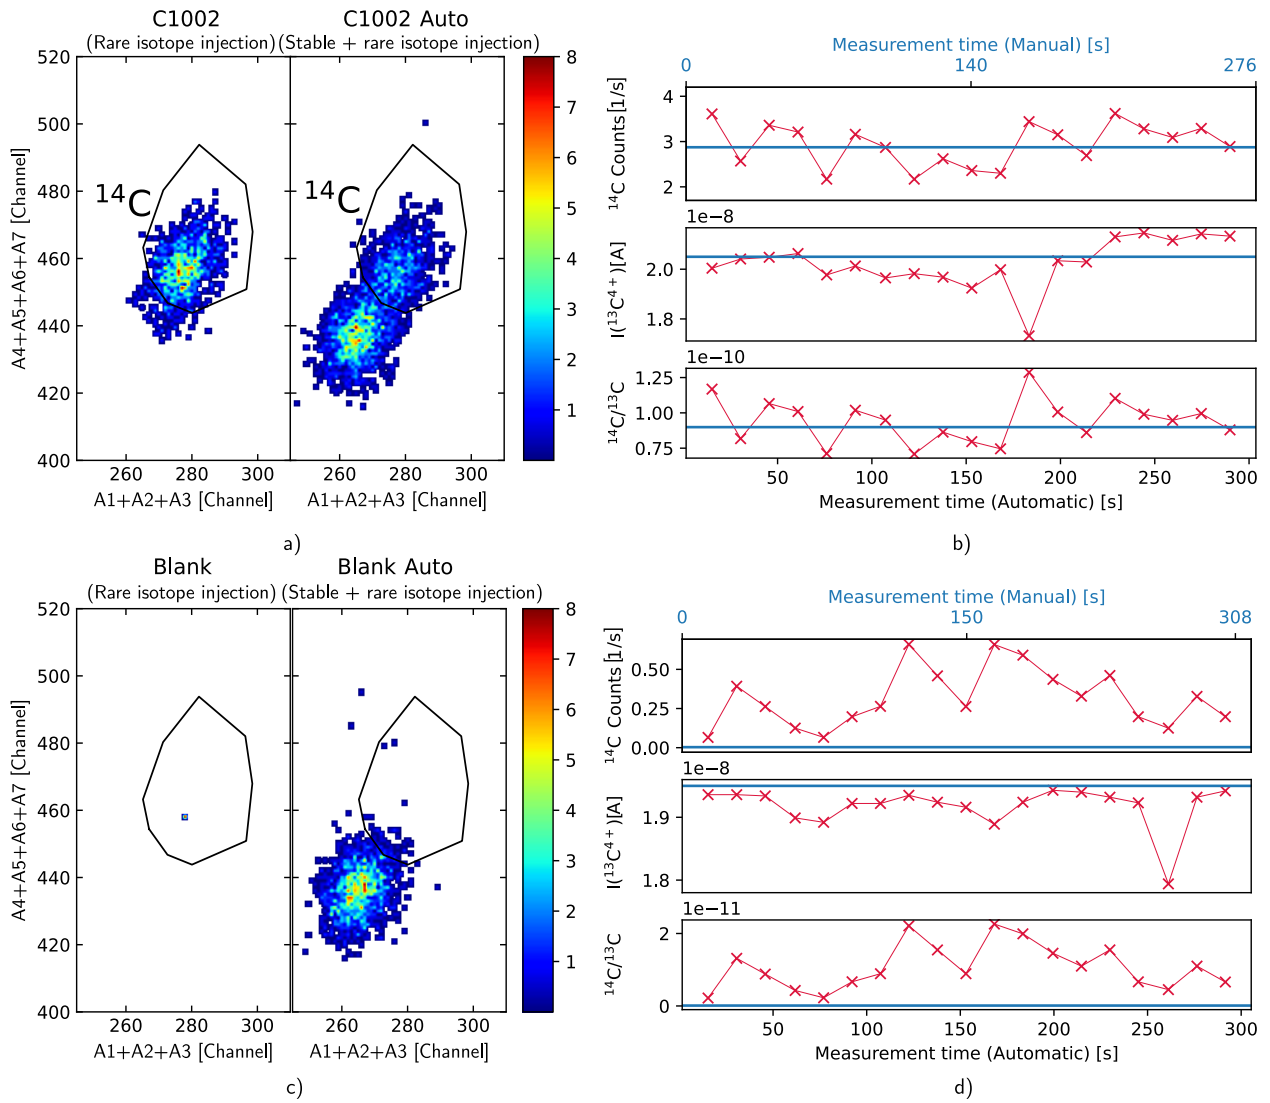 C1002
(Rare isotope injection)
C1002 Auto
(Stable + rare isotope injection)
A4+A5+A6+A7 [Channel]
520
500
480
460
440
420
400
14C
14C
260 280 300
260 280 300
A1+A2+A3 [Channel]
A1+A2+A3 [Channel]
8
7
6
5
4
3
2
1
a)
Measurement time (Manual) [s]
0 140 276
14C Counts[1/s]
4
3
2
1e−8
I(13C4+)[A]
2.0
1.8
1e−10
14C/13C
1.25
1.00
0.75
50 100 150 200 250 300
Measurement time (Automatic) [s]
b)
Blank
(Rare isotope injection)
Blank Auto
(Stable + rare isotope injection)
A4+A5+A6+A7 [Channel]
520
500
480
460
440
420
400
260 280 300
260 280 300
A1+A2+A3 [Channel]
A1+A2+A3 [Channel]
8
7
6
5
4
3
2
1
c)
Measurement time (Manual) [s]
0 150 308
14C Counts[1/s]
0.50
0.25
0.00
1e−8
I(13C4+)[A]
1.9
1.8
1e−11
14C/13C
2
0
50 100 150 200 250 300
Measurement time (Automatic) [s]
d)